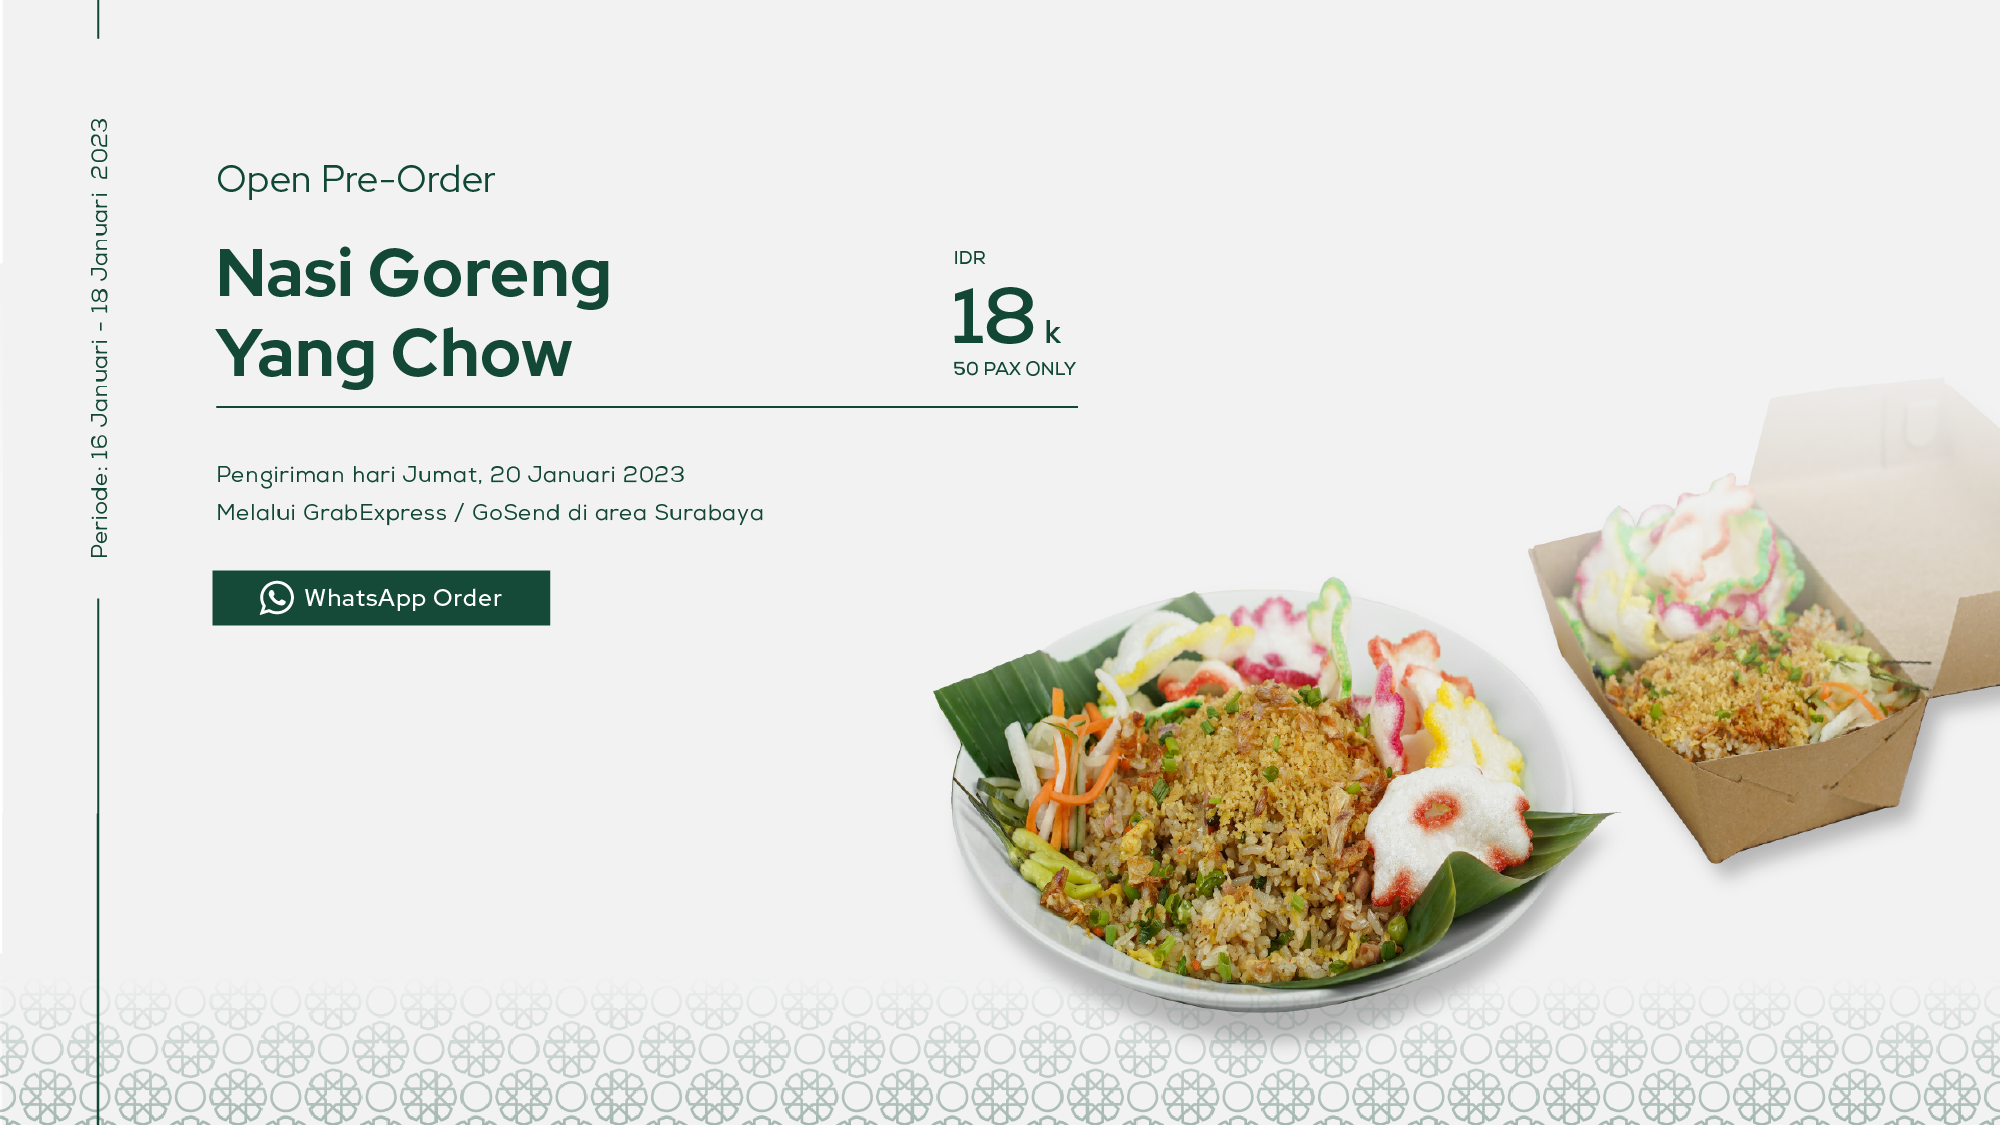 Periode: 16 Januari - 18 Januari 2023
Open Pre-Order
Nasi Goreng
Yang Chow
IDR
18 k
50 PAX ONLY
Pengiriman hari Jumat, 20 Januari 2023
Melalui GrabExpress / GoSend di area Surabaya
WhatsApp Order